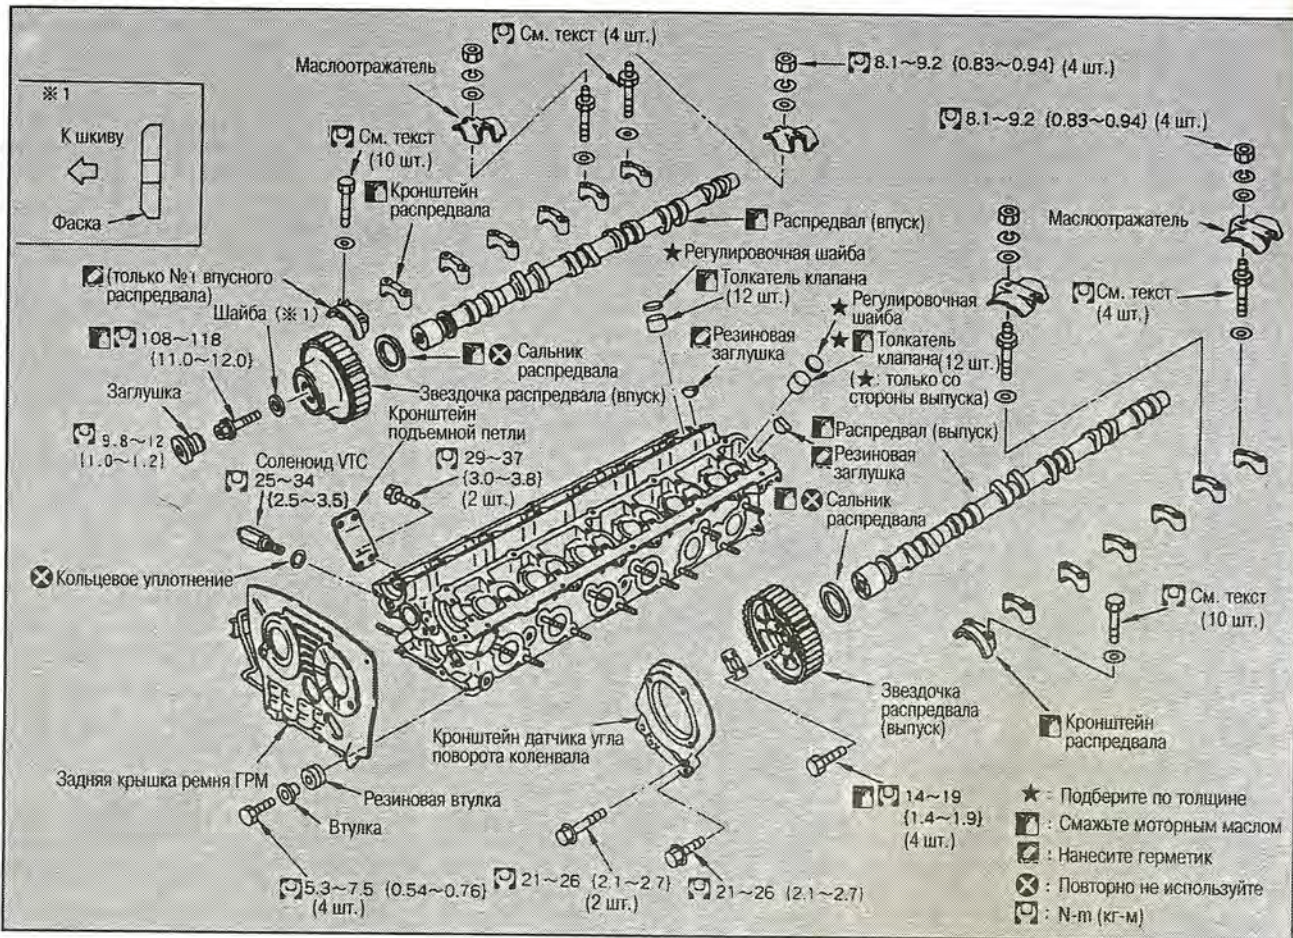 См. текст (4 шт.)
Маслоотражатель
8.1~9.2 {0.83~0.94} (4 шт.)
8.1~9.2 {0.83~0.94} (4 шт.)
※1
К шкиву
Фаска
См. текст
(10 шт.)
Кронштейн
распредвала
Распредвал (впуск)
Маслоотражатель
Регулировочная шайба
(только №1 впусного
распредвала)
Толкатель клапана
(12 шт.)
Регулировочная
шайба
См. текст
(4 шт.)
Шайба (※1)
108~118
{11.0~12.0}
Сальник
распредвала
Резиновая
заглушка
Толкатель
клапана (12 шт.)
(★: только со
стороны выпуска)
Заглушка
Звездочка распредвала (впуск)
Кронштейн
подъемной петли
9.8~12
{1.0~1.2}
Соленоид VTC
25~34
{2.5~3.5}
29~37
{3.0~3.8}
(2 шт.)
Распредвал (выпуск)
Резиновая
заглушка
Сальник
распредвала
Кольцевое уплотнение
См. текст
(10 шт.)
Звездочка
распредвала
(выпуск)
Кронштейн
распредвала
Кронштейн датчика угла
поворота коленвала
Задняя крышка ремня ГРМ
Резиновая втулка
Втулка
14~19
{1.4~1.9}
(4 шт.)
5.3~7.5 {0.54~0.76}
(4 шт.)
21~26 {2.1~2.7}
(2 шт.)
21~26 {2.1~2.7}
★ : Подберите по толщине
: Смажьте моторным маслом
: Нанесите герметик
: Повторно не используйте
: N-m (кг-м)